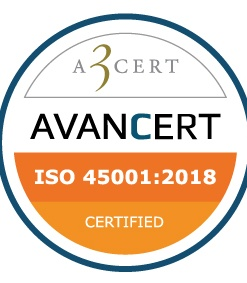 A3CERT
AVANCERT
ISO 45001:2018
CERTIFIED